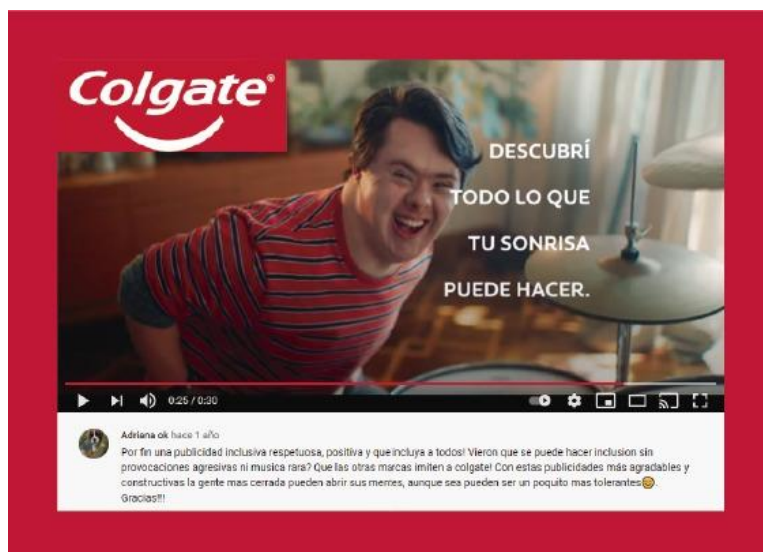 Colgate®
DESCUBRÍ
TODO LO QUE
TU SONRISA
PUEDE HACER.
0:25 / 0:30
Adriana ok hace 1 año
Por fin una publicidad inclusiva respetuosa, positiva y que incluya a todos! Vieron que se puede hacer inclusion sin
provocaciones agresivas ni musica rara? Que las otras marcas imiten a colgate! Con estas publicidades más agradables y
constructivas la gente mas cerrada pueden abrir sus mentes, aunque sea pueden ser un poquito mas tolerantes😊.
Gracias!!!